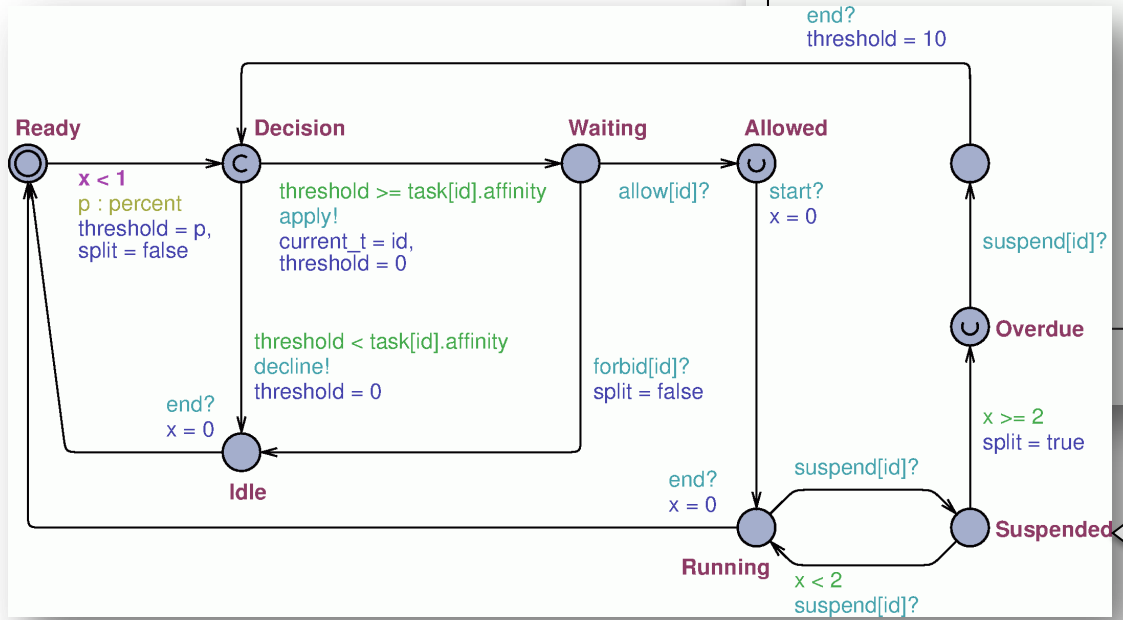 end?
threshold = 10
Ready
Decision
Waiting
Allowed
C
x < 1
p : percent
threshold = p,
split = false
threshold >= task[id].affinity
apply!
current_t = id,
threshold = 0
allow[id]?
start?
x = 0
suspend[id]?
Overdue
threshold < task[id].affinity
decline!
threshold = 0
forbid[id]?
split = false
end?
x = 0
x >= 2
split = true
Idle
end?
x = 0
suspend[id]?
Suspended
Running
x < 2
suspend[id]?